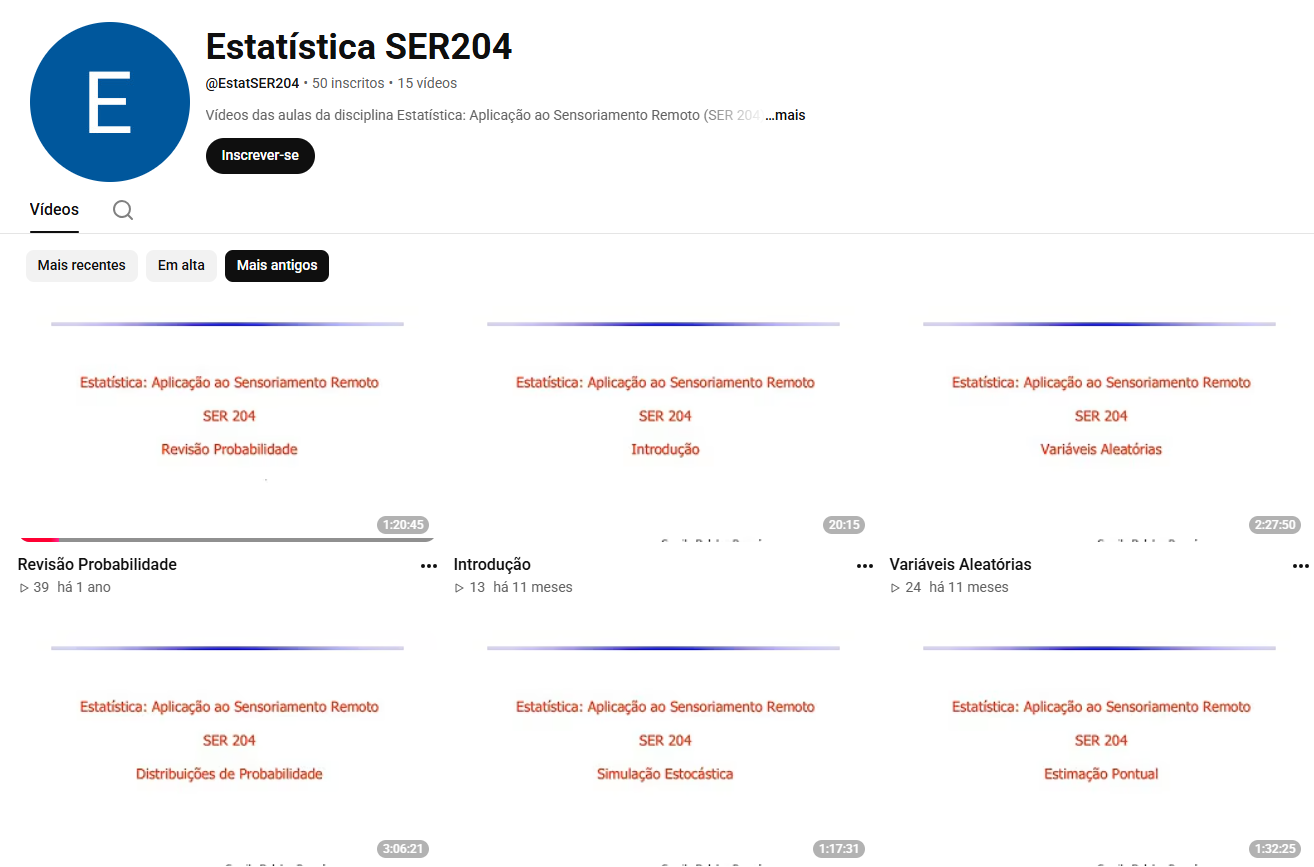 E
Estatística SER204
@EstatSER204 • 50 inscritos • 15 vídeos
Vídeos das aulas da disciplina Estatística: Aplicação ao Sensoriamento Remoto (SER 204 ...mais
Inscrever-se
Vídeos
Mais recentes Em alta Mais antigos
Estatística: Aplicação ao Sensoriamento Remoto
SER 204
Revisão Probabilidade
1:20:45
Revisão Probabilidade
39 há 1 ano
Estatística: Aplicação ao Sensoriamento Remoto
SER 204
Introdução
20:15
Introdução
13 há 11 meses
Estatística: Aplicação ao Sensoriamento Remoto
SER 204
Variáveis Aleatórias
2:27:50
Variáveis Aleatórias
24 há 11 meses
Estatística: Aplicação ao Sensoriamento Remoto
SER 204
Distribuições de Probabilidade
3:06:21
Estatística: Aplicação ao Sensoriamento Remoto
SER 204
Simulação Estocástica
1:17:31
Estatística: Aplicação ao Sensoriamento Remoto
SER 204
Estimação Pontual
1:32:25